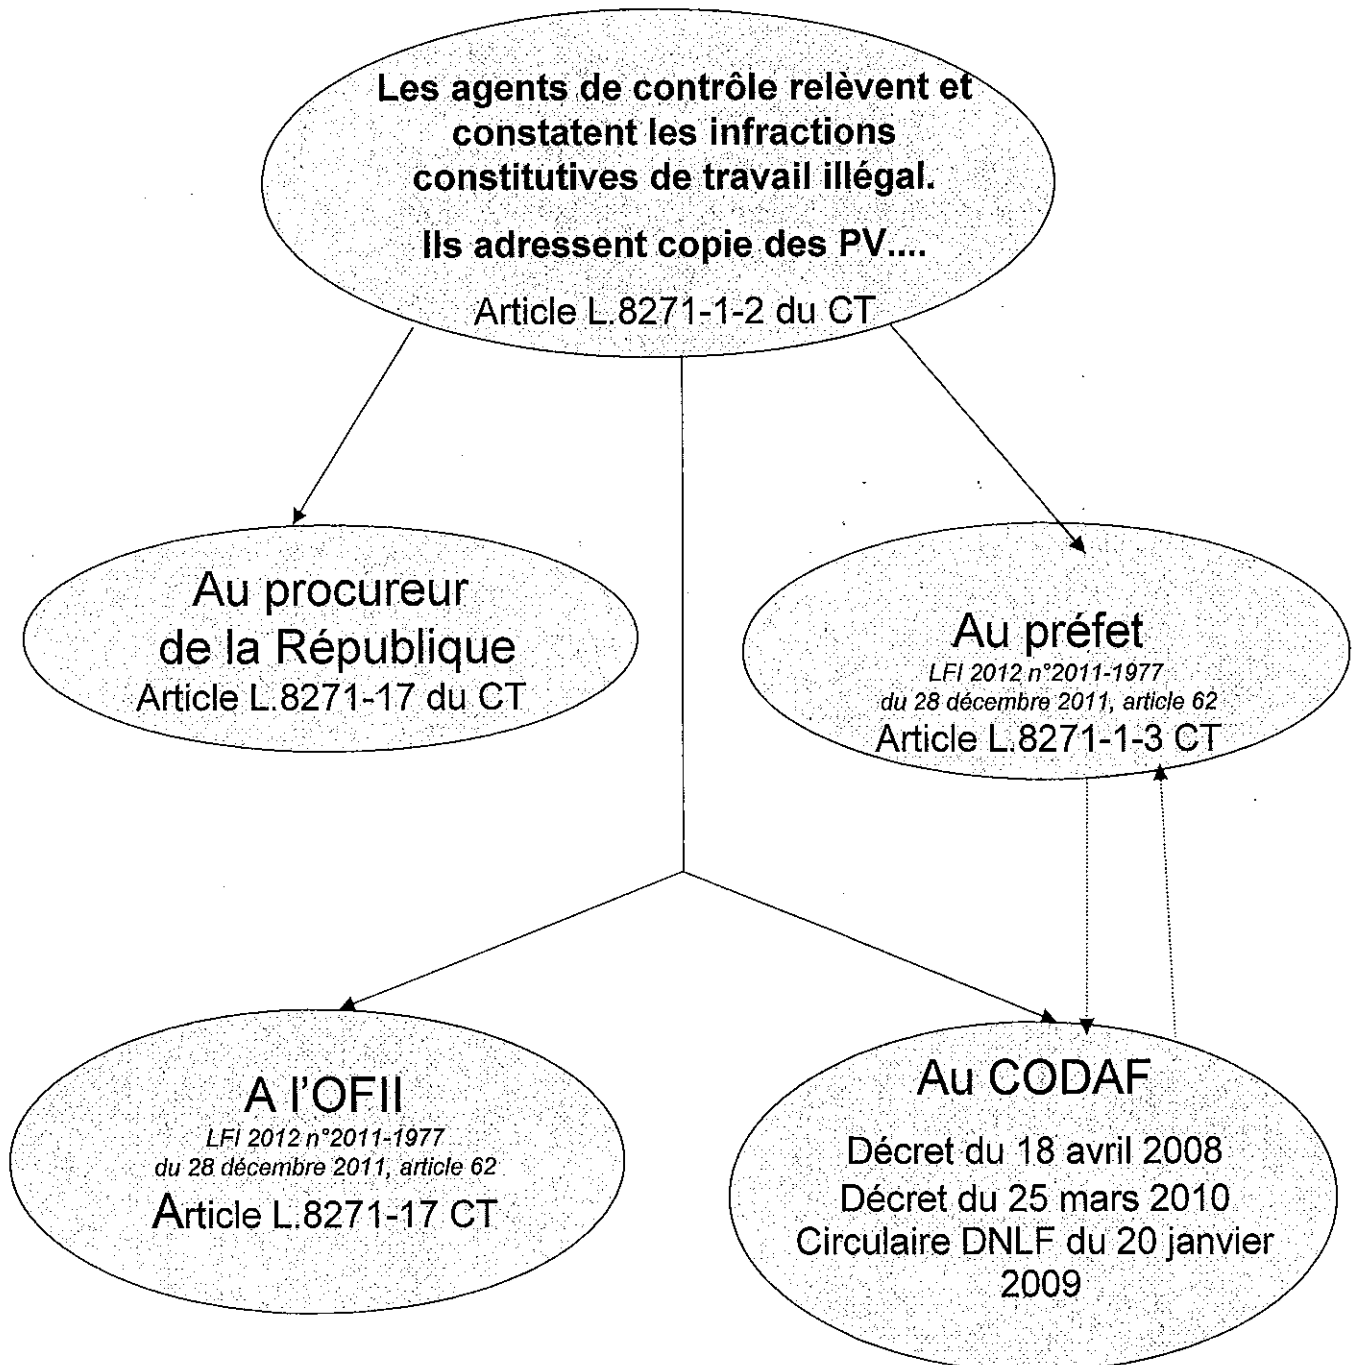 Les agents de contrôle relèvent et
constatent les infractions
constitutives de travail illégal.
Ils adressent copie des PV....
Article L.8271-1-2 du CT
Au procureur
de la République
Article L.8271-17 du CT
Au préfet
LFI 2012 n°2011-1977
du 28 décembre 2011, article 62
Article L.8271-1-3 CT
A l'OFII
LFI 2012 n°2011-1977
du 28 décembre 2011, article 62
Article L.8271-17 CT
Au CODAF
Décret du 18 avril 2008
Décret du 25 mars 2010
Circulaire DNLF du 20 janvier
2009